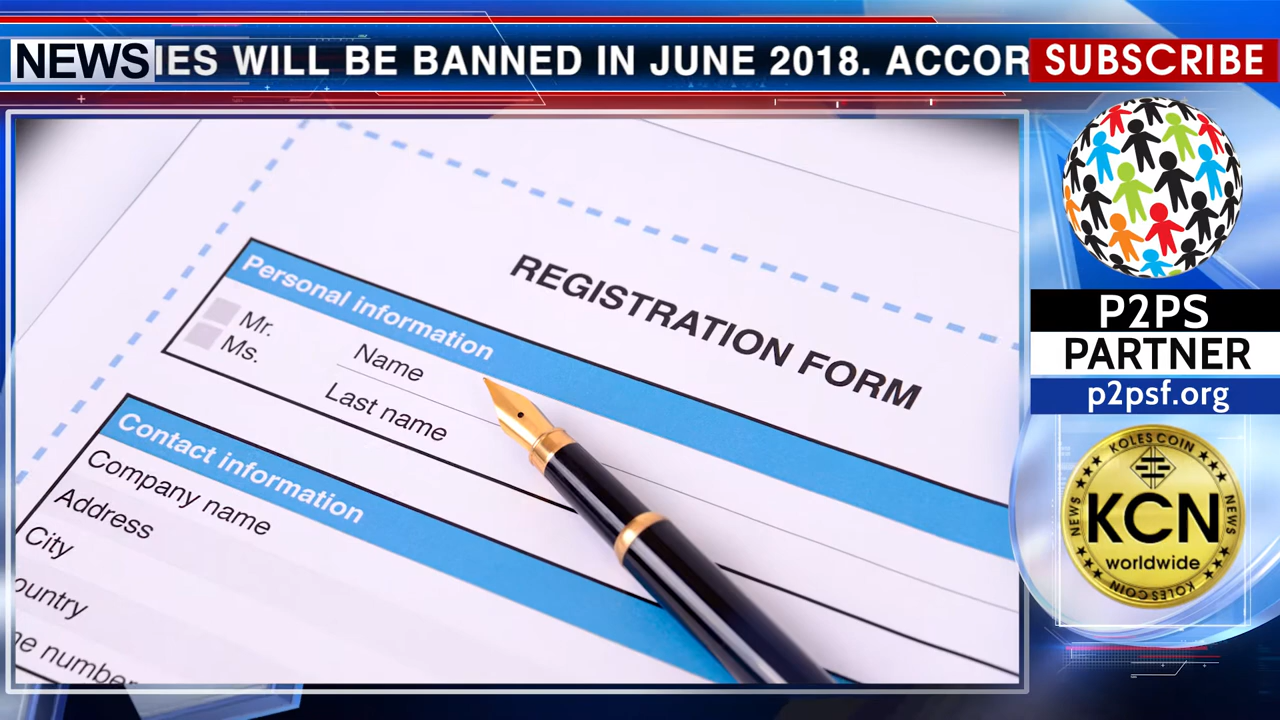 NEWS
IES WILL BE BANNED IN JUNE 2018. ACCOR
SUBSCRIBE
REGISTRATION FORM
Personal information
Mr.
Ms.
Name
Last name
Contact information
Company name
Address
City
ountry
ne number
P2PS
PARTNER
p2psf.org
KOLES COIN
NEWS
KCN
NEWS
worldwide
KOLES COIN